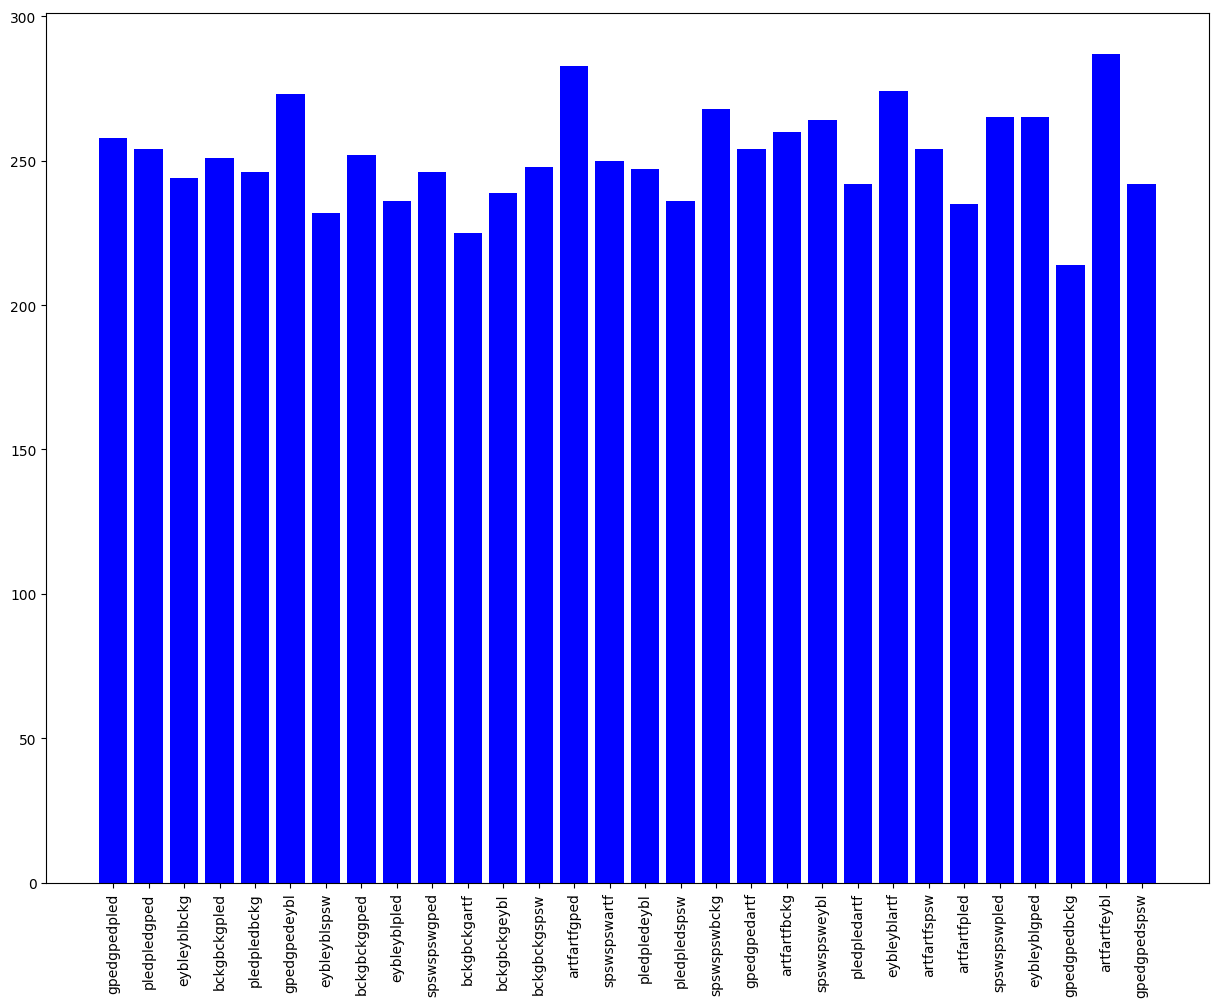 300
250
200
150
100
50
0
gpedgpedpled
pledpledgped
eybleyblbckg
bckgbckgpled
pledpledbckg
gpedgpedeybl
eybleyblspsw
bckgbckggped
eybleyblpled
spswspswgped
bckgbckgartf
bckgbckgeybl
bckgbckgspsw
artfartfgped
spswspswartf
pledpledeybl
pledpledspsw
spswspswbckg
gpedgpedartf
artfartfbckg
spswspsweybl
pledpledartf
eybleyblartf
artfartfspsw
artfartfpled
spswspswpled
eybleyblgped
gpedgpedbckg
artfartfeybl
gpedgpedspsw